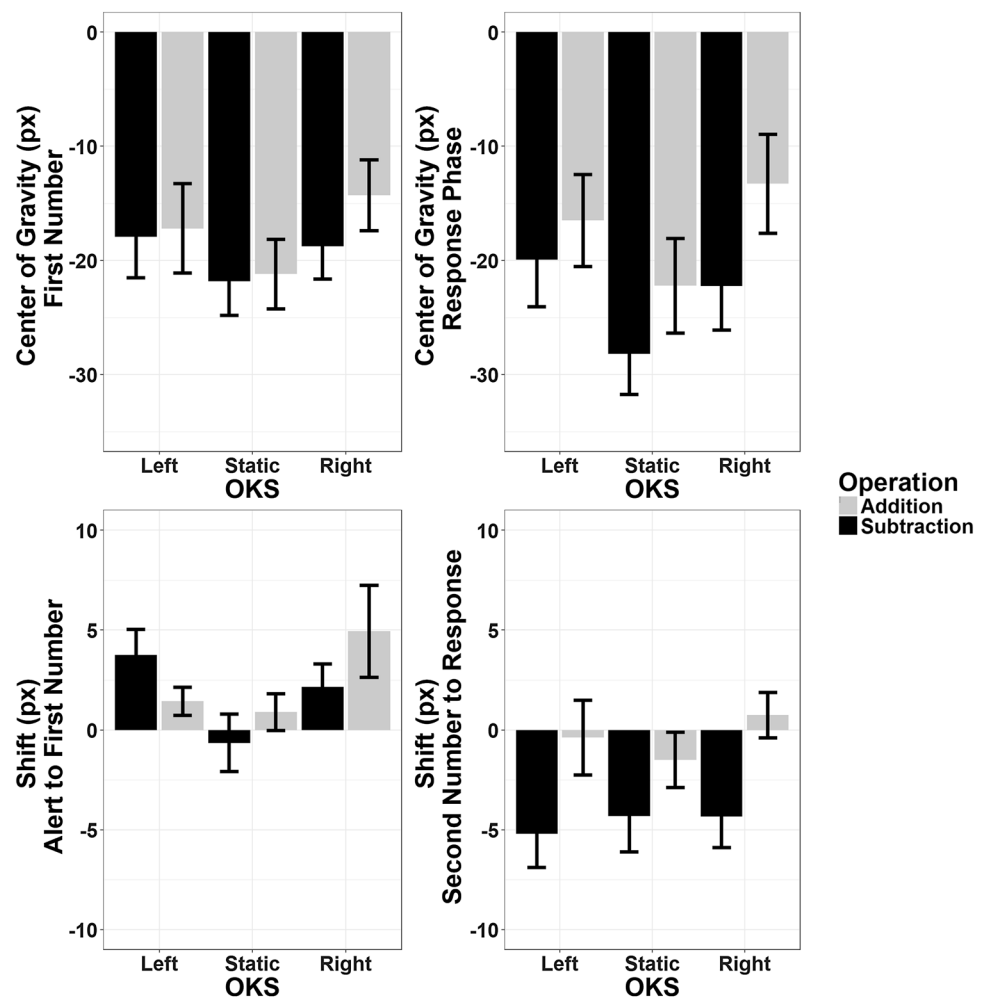 Center of Gravity (px)
First Number
0
-10
-20
-30
Left Static Right
OKS
Center of Gravity (px)
Response Phase
0
-10
-20
-30
Left Static Right
OKS
Operation
Addition
Subtraction
Shift (px)
Alert to First Number
10
5
0
-5
-10
Left Static Right
OKS
Shift (px)
Second Number to Response
10
5
0
-5
-10
Left Static Right
OKS